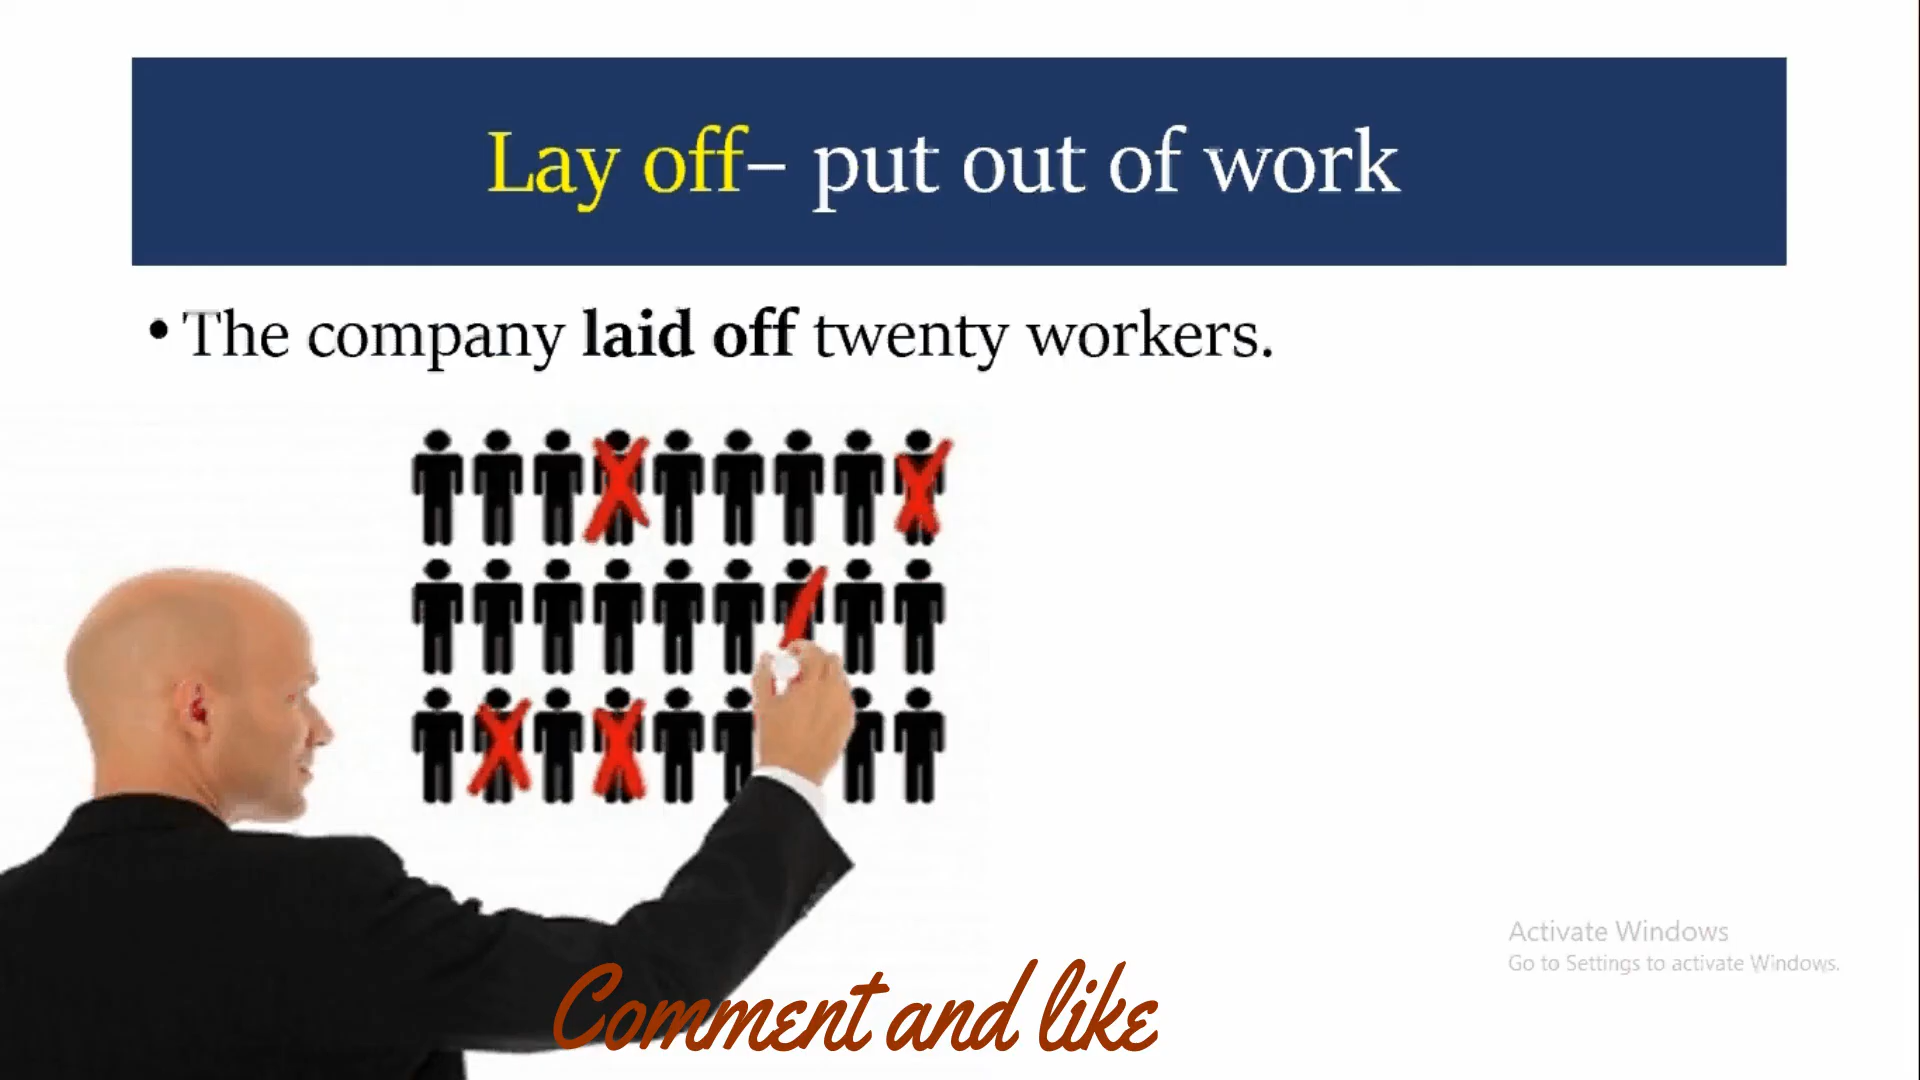 Lay off– put out of work
• The company laid off twenty workers.
Activate Windows
Go to Settings to activate Windows.
Comment and like